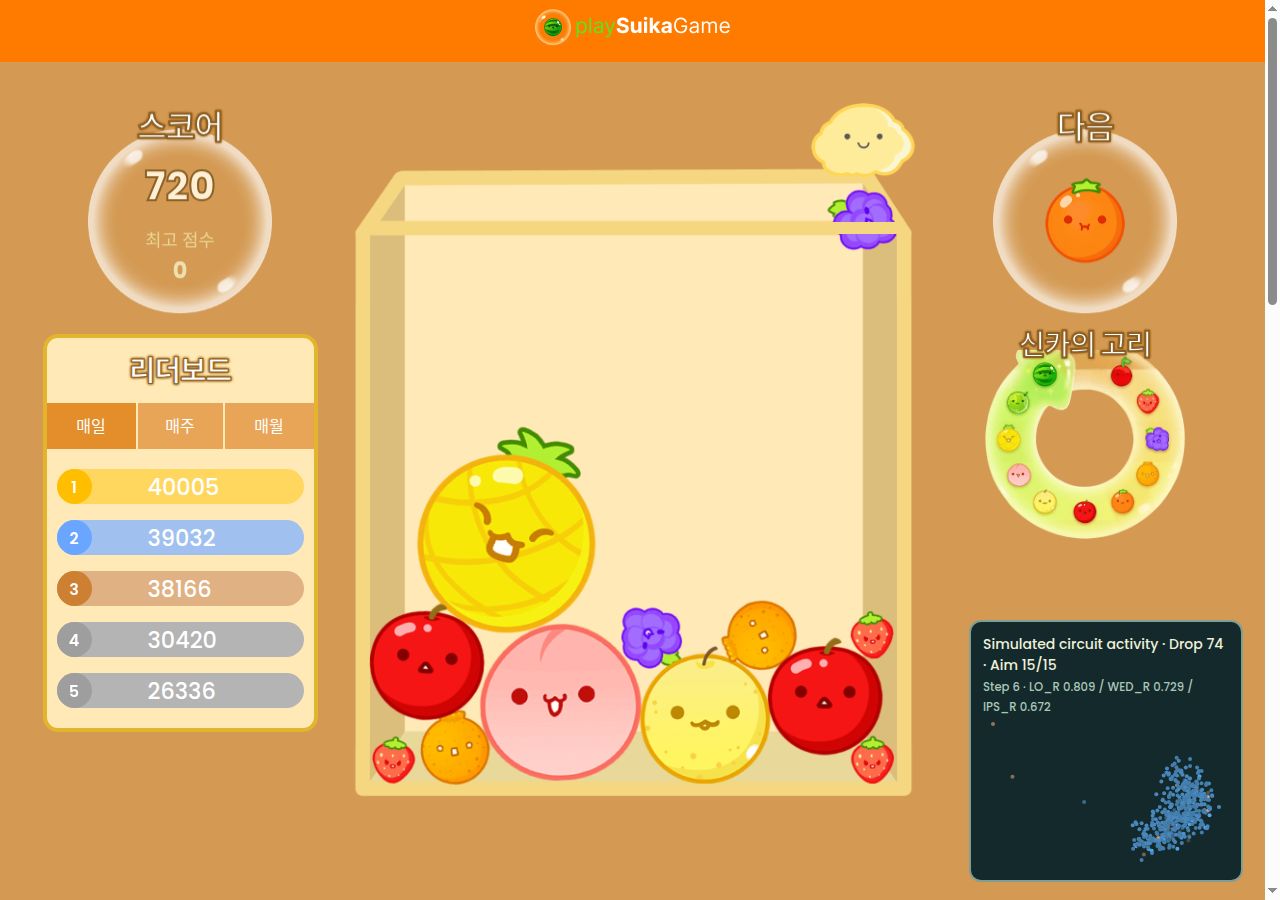 playSuikaGame
스코어
720
최고 점수
0
다음
신카의 고리
리더보드
매일 매주 매월
1 40005
2 39032
3 38166
4 30420
5 26336
Simulated circuit activity · Drop 74
· Aim 15/15
Step 6 · LO_R 0.809 / WED_R 0.729 /
IPS_R 0.672